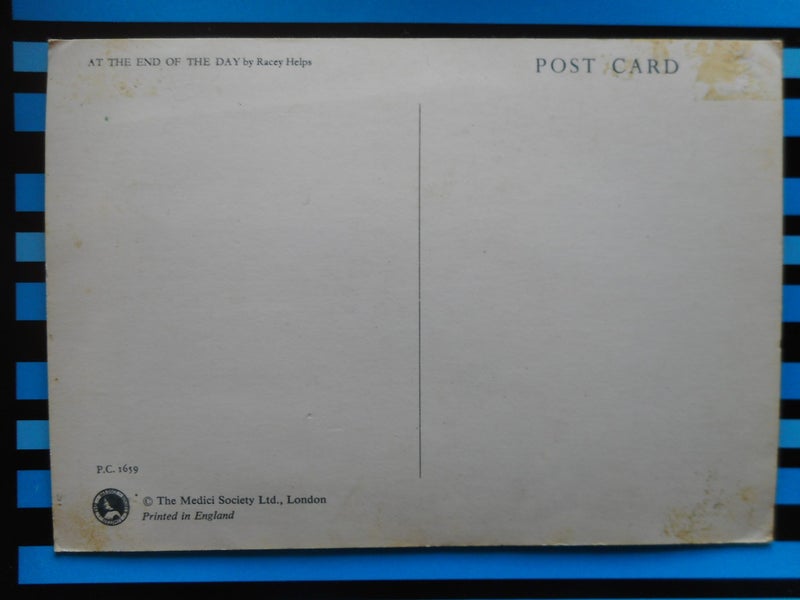 AT THE END OF THE DAY by Racey Helps
POST CARD
P.C. 1659
© The Medici Society Ltd., London
Printed in England